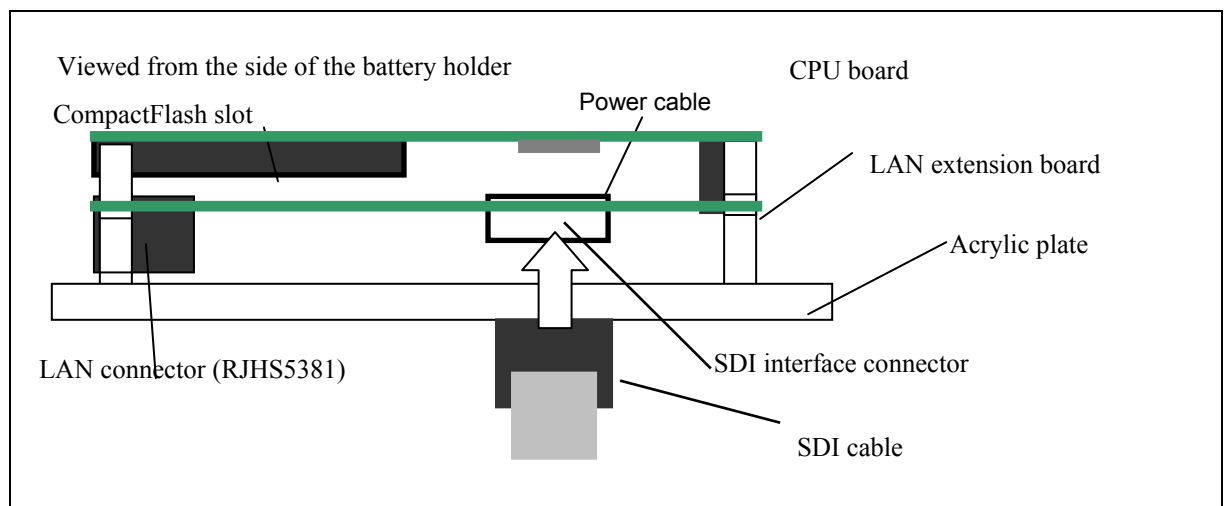 Viewed from the side of the battery holder
CPU board
CompactFlash slot
Power cable
LAN extension board
Acrylic plate
LAN connector (RJHS5381)
SDI interface connector
SDI cable